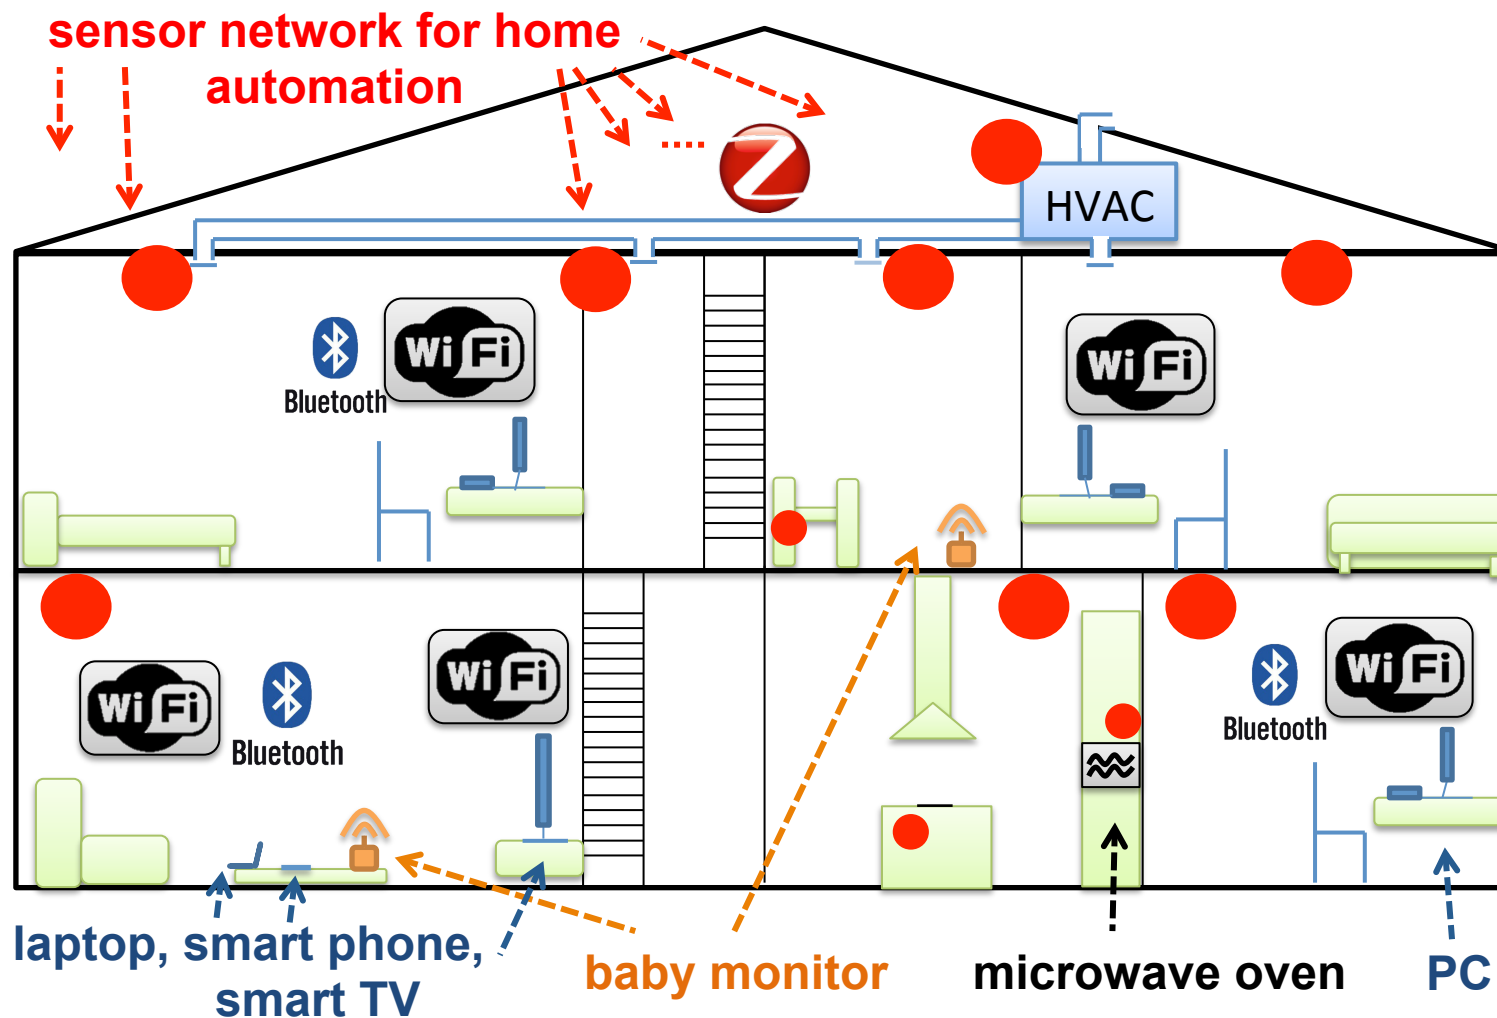 sensor network for home
automation
HVAC
Wi Fi
Bluetooth
Wi Fi
Wi Fi
Bluetooth
Wi Fi
Bluetooth
Wi Fi
laptop, smart phone,
smart TV
baby monitor
microwave oven
PC